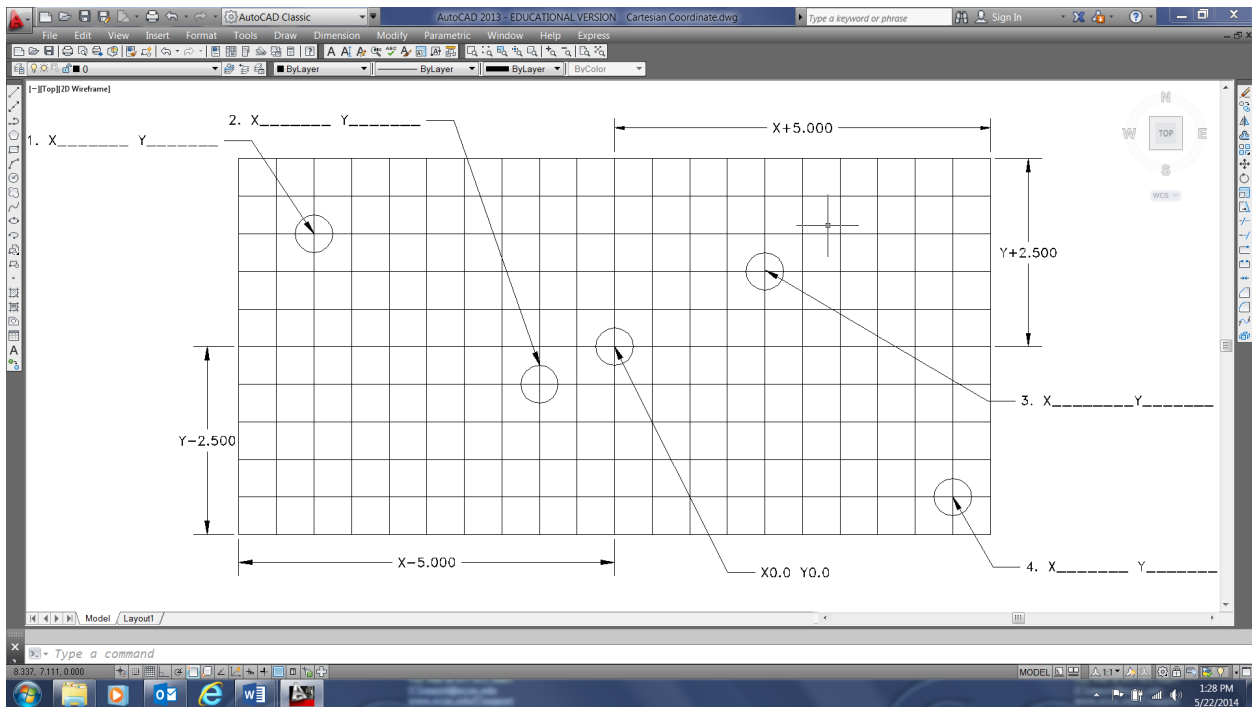 AutoCAD Classic
AutoCAD 2013 - EDUCATIONAL VERSION Cartesian Coordinate.dwg
Type a keyword or phrase
Sign In
File Edit View Insert Format Tools Draw Dimension Modify Parametric Window Help Express
0
ByLayer
ByLayer
ByLayer
ByColor
[-][Top][2D Wireframe]
N
W TOP E
S
WCS
2. X_______ Y_______
X+5.000
1. X_______ Y_______
Y+2.500
3. X________Y_______
Y-2.500
X-5.000
X0.0 Y0.0
4. X_______ Y_______
Model Layout1
Type a command
8.337, 7.111, 0.000
MODEL
1:1
1:28 PM
5/22/2014